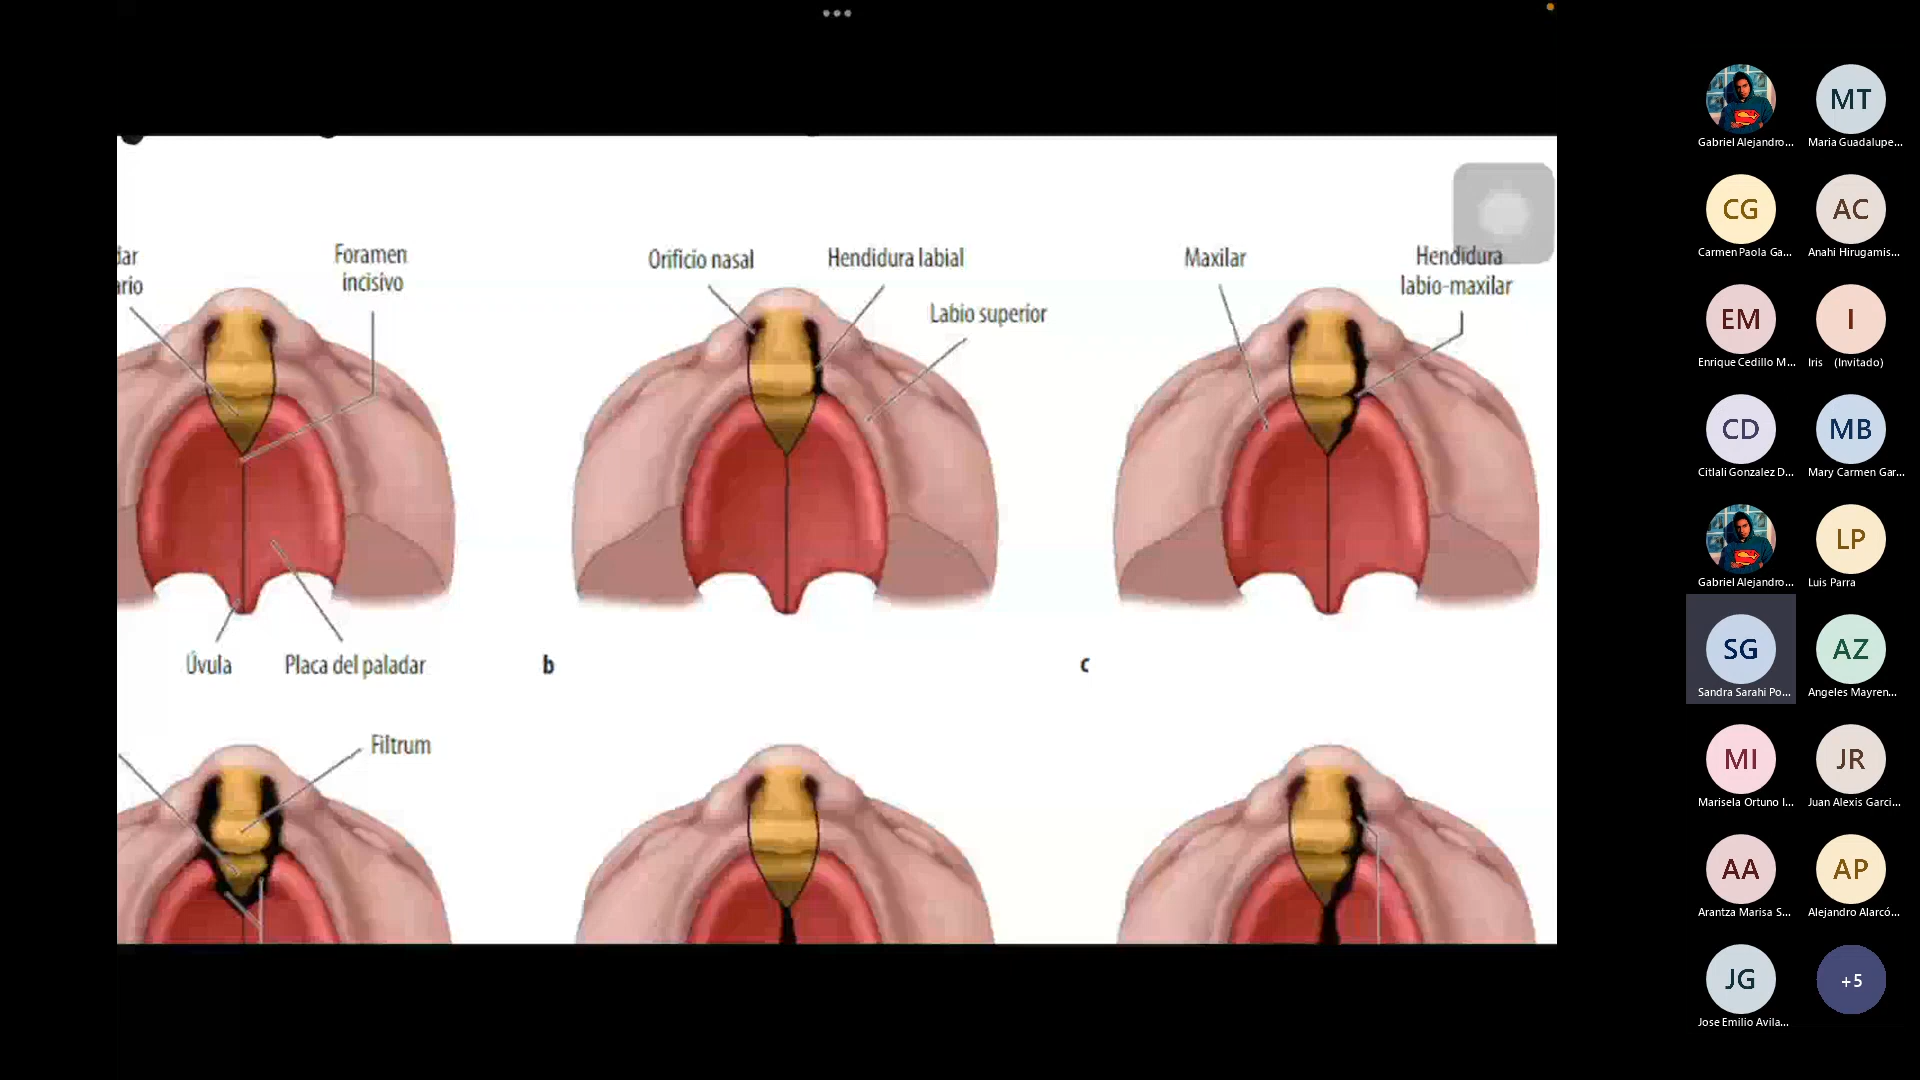 dar
ario
Foramen
incisivo
Orificio nasal
Hendidura labial
Labio superior
Maxilar
Hendidura
labio-maxilar
Úvula
Placa del paladar
b
c
Filtrum
Gabriel Alejandro...
MT
Maria Guadalupe...
CG
Carmen Paola Ga...
AC
Anahi Hirugamis...
EM
Enrique Cedillo M...
I
Iris (Invitado)
CD
Citlali Gonzalez D...
MB
Mary Carmen Gar...
Gabriel Alejandro...
LP
Luis Parra
SG
Sandra Sarahi Po...
AZ
Angeles Mayren...
MI
Marisela Ortuno I...
JR
Juan Alexis Garci...
AA
Arantza Marisa S...
AP
Alejandro Alarcó...
JG
Jose Emilio Avila...
+5